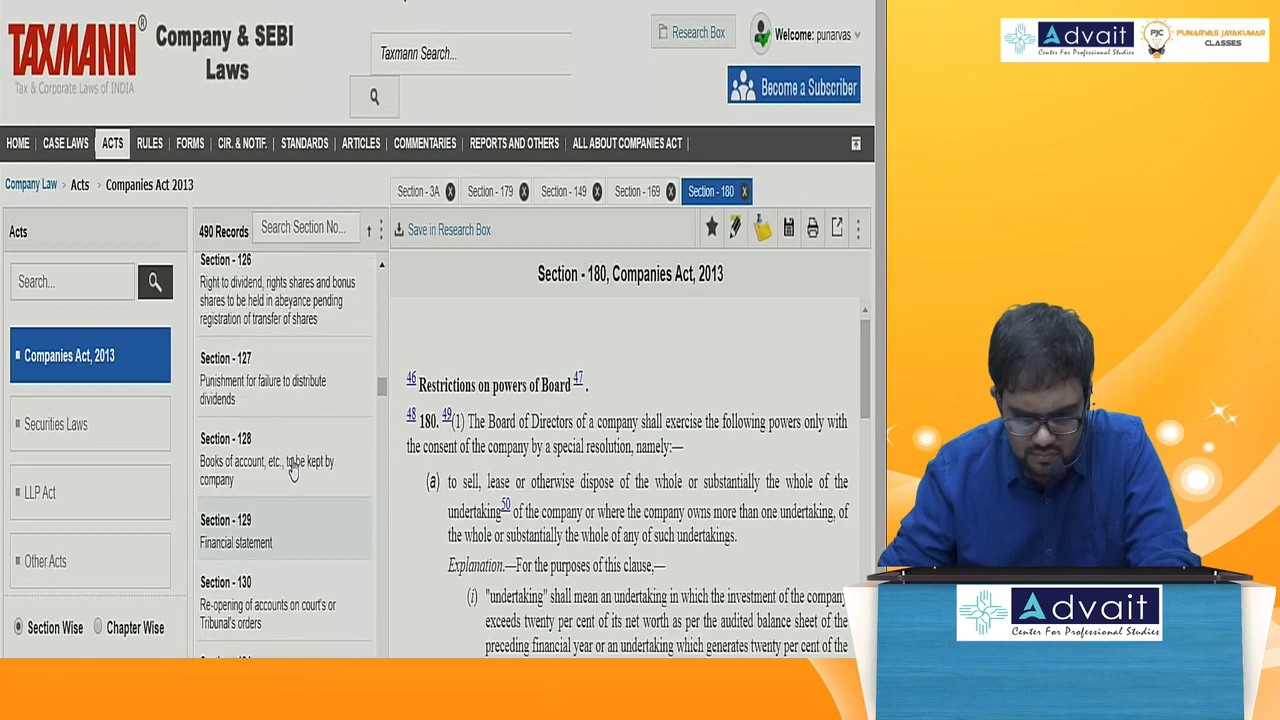 TAXMANN®
Tax & Corporate Laws of INDIA
Company & SEBI
Laws
Taxmann Search...
Research Box
Welcome: punarvas
Become a Subscriber
HOME | CASE LAWS | ACTS | RULES | FORMS | CIR. & NOTIF. | STANDARDS | ARTICLES | COMMENTARIES | REPORTS AND OTHERS | ALL ABOUT COMPANIES ACT |
Company Law > Acts > Companies Act 2013
Section - 3A
Section - 179
Section - 149
Section - 169
Section - 180
Acts
Search...
Companies Act, 2013
Securities Laws
LLP Act
Other Acts
Section Wise
Chapter Wise
490 Records
Search Section No...
Section - 126
Right to dividend, rights shares and bonus
shares to be held in abeyance pending
registration of transfer of shares
Section - 127
Punishment for failure to distribute
dividends
Section - 128
Books of account, etc., to be kept by
company
Section - 129
Financial statement
Section - 130
Re-opening of accounts on court's or
Tribunal's orders
Save in Research Box
Section - 180, Companies Act, 2013
46 Restrictions on powers of Board 47.
48 180. 49(1) The Board of Directors of a company shall exercise the following powers only with
the consent of the company by a special resolution, namely:—
(a) to sell, lease or otherwise dispose of the whole or substantially the whole of the
undertaking50 of the company or where the company owns more than one undertaking, of
the whole or substantially the whole of any of such undertakings.
Explanation.—For the purposes of this clause,—
(i) "undertaking" shall mean an undertaking in which the investment of the company
exceeds twenty per cent of its net worth as per the audited balance sheet of the
preceding financial year or an undertaking which generates twenty per cent of the
Advait
Center For Professional Studies
PJC
PUNARVAS JAYAKUMAR
CLASSES
Advait
Center For Professional Studies